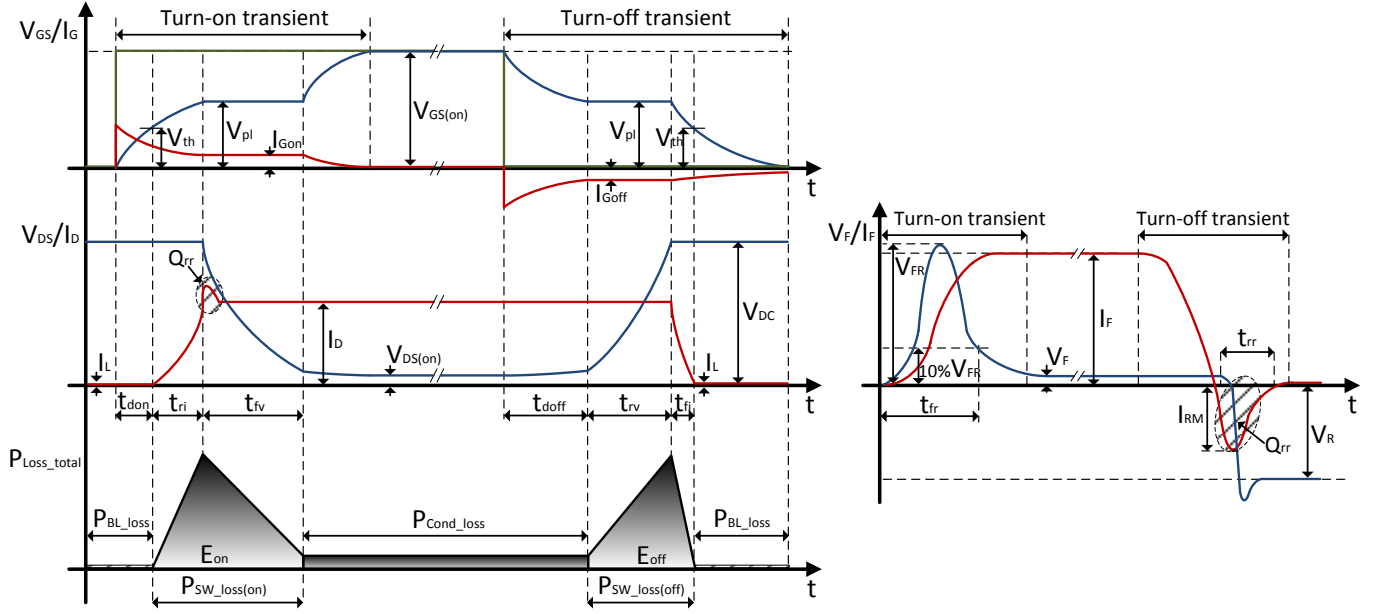 VGS/IG
Turn-on transient
Turn-off transient
Vth
Vpl
IGon
VGS(on)
Vpl
Vth
IGoff
t
VDS/ID
Qrr
IL
ID
VDS(on)
VDC
IL
t
tdon
tri
tfv
tdoff
trv
tfi
PLoss_total
PBL_loss
PCond_loss
PBL_loss
Eon
Eoff
t
PSW_loss(on)
PSW_loss(off)
VF/IF
Turn-on transient
Turn-off transient
VFR
IF
trr
10%VFR
VF
t
tfr
IRM
Qrr
VR